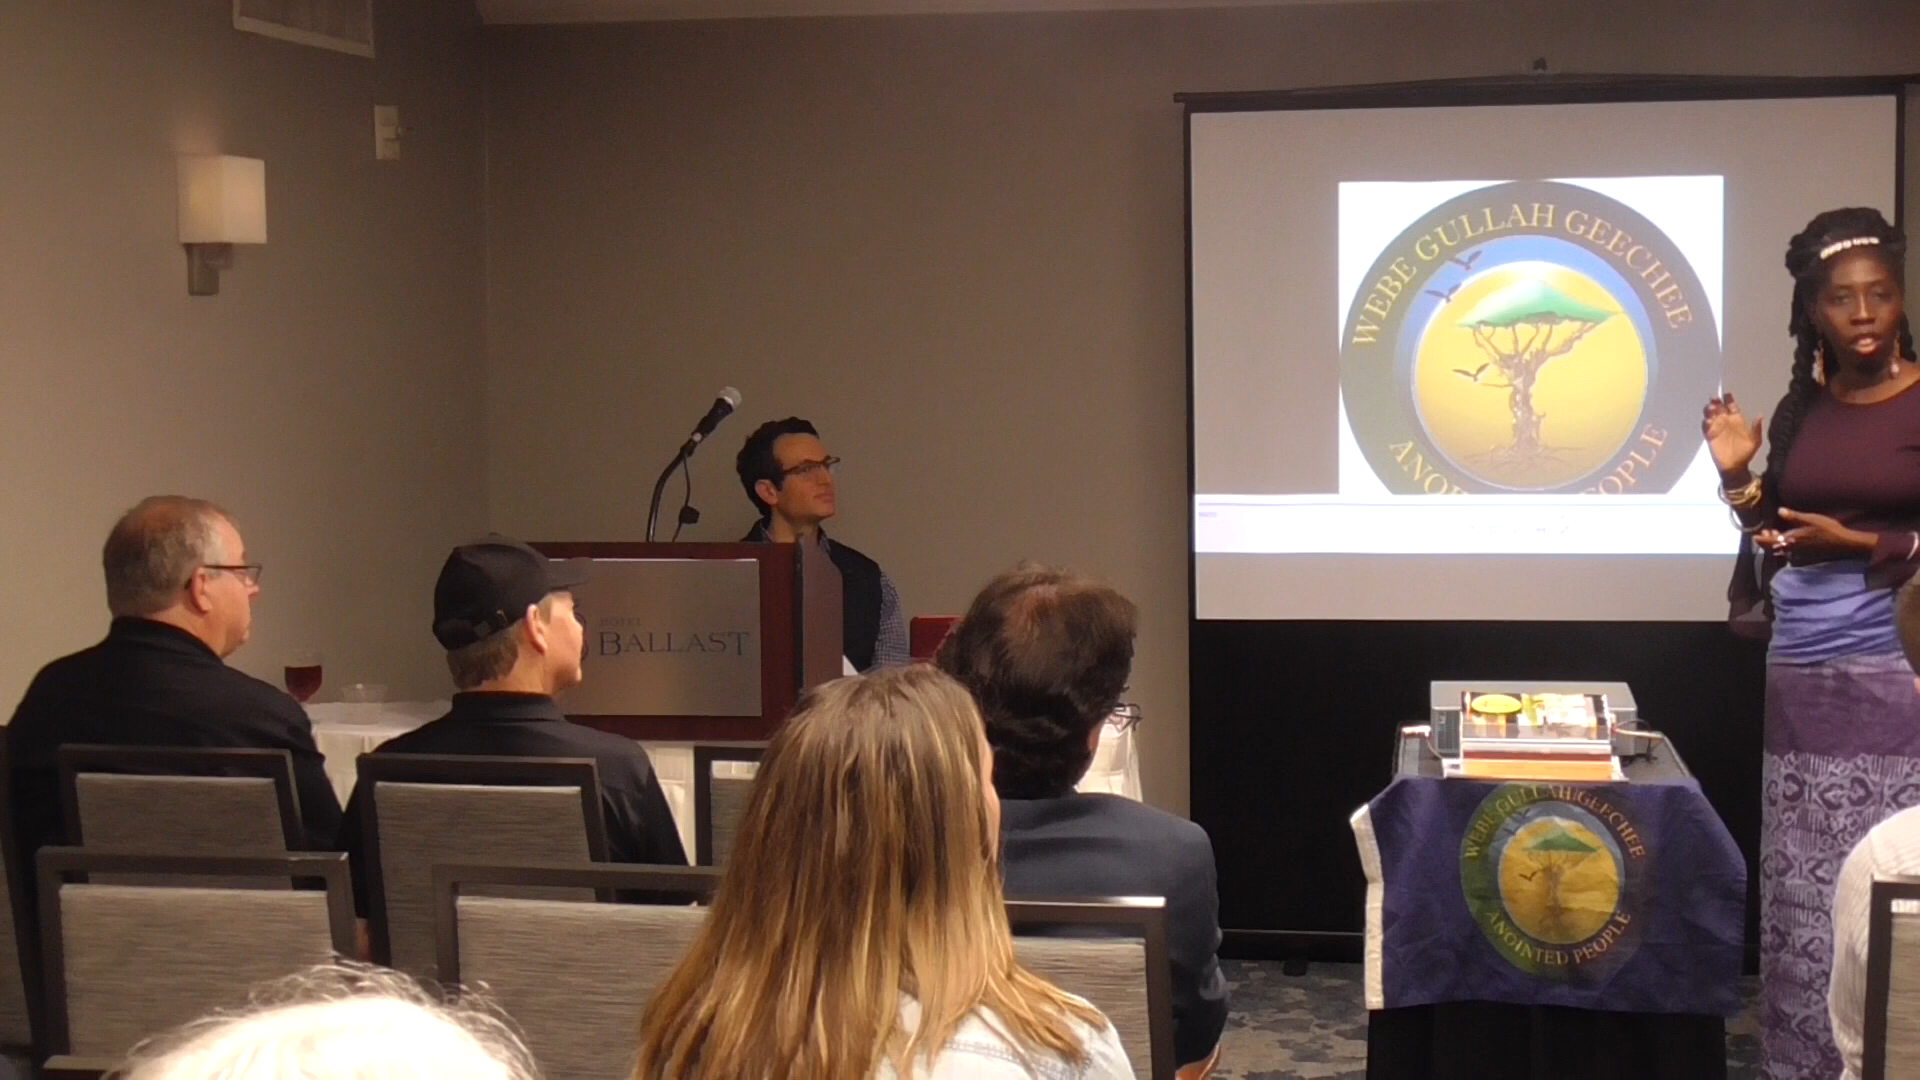 WEBE GULLAH GEECHEE
ANOINTED PEOPLE
HOTEL
BALLAST
WEBE GULLAH/GEECHEE
ANOINTED PEOPLE